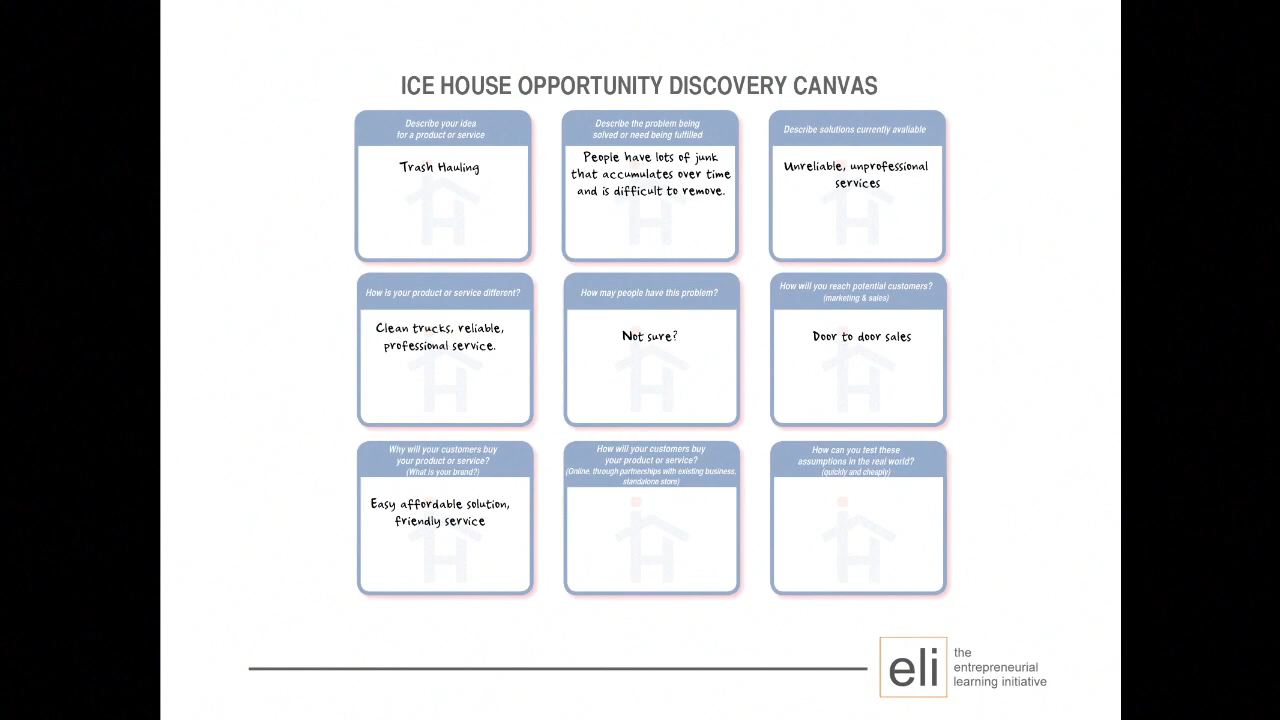 ICE HOUSE OPPORTUNITY DISCOVERY CANVAS
Describe your idea
for a product or service
Trash Hauling
Describe the problem being
solved or need being fulfilled
People have lots of junk
that accumulates over time
and is difficult to remove.
Describe solutions currently avaliable
Unreliable, unprofessional
services
How is your product or service different?
Clean trucks, reliable,
professional service.
How may people have this problem?
Not sure?
How will you reach potential customers?
(marketing & sales)
Door to door sales
Why will your customers buy
your product or service?
(What is your brand?)
Easy affordable solution,
friendly service
How will your customers buy
your product or service?
(Online, through partnerships with existing business,
standalone store)
How can you test these
assumptions in the real world?
(quickly and cheaply)
eli
the
entrepreneurial
learning initiative